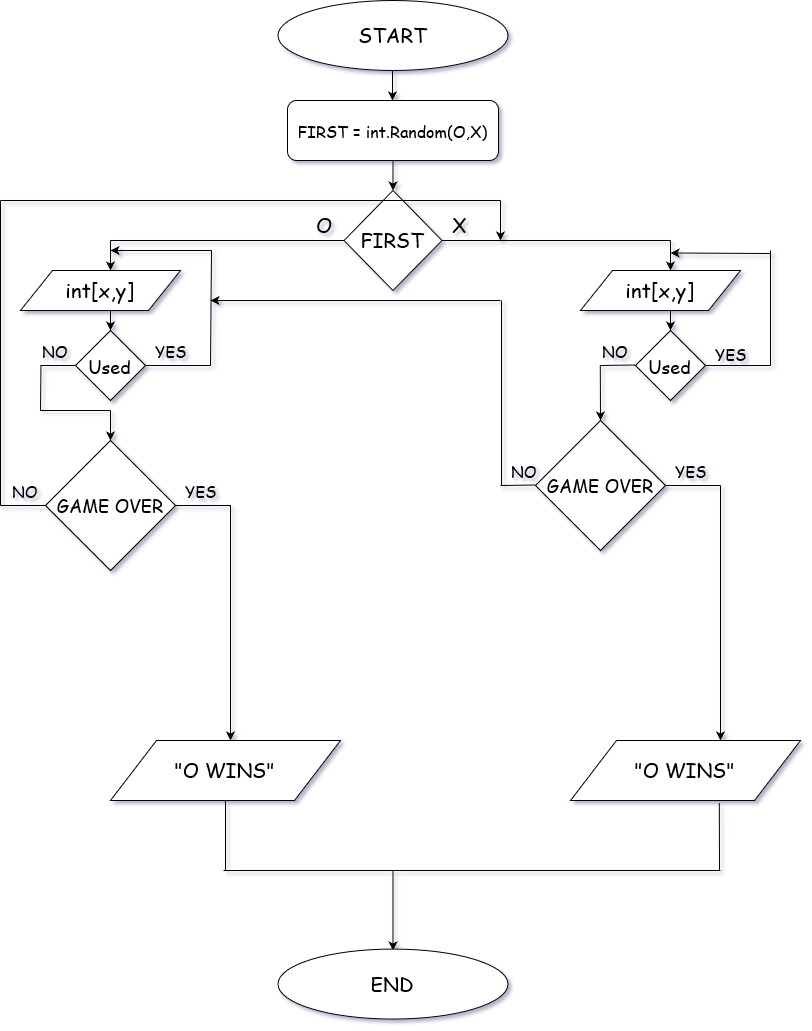 START
FIRST = int.Random(O,X)
O
X
FIRST
int[x,y]
int[x,y]
NO
YES
Used
NO
YES
Used
NO
YES
GAME OVER
NO
YES
GAME OVER
"O WINS"
"O WINS"
END